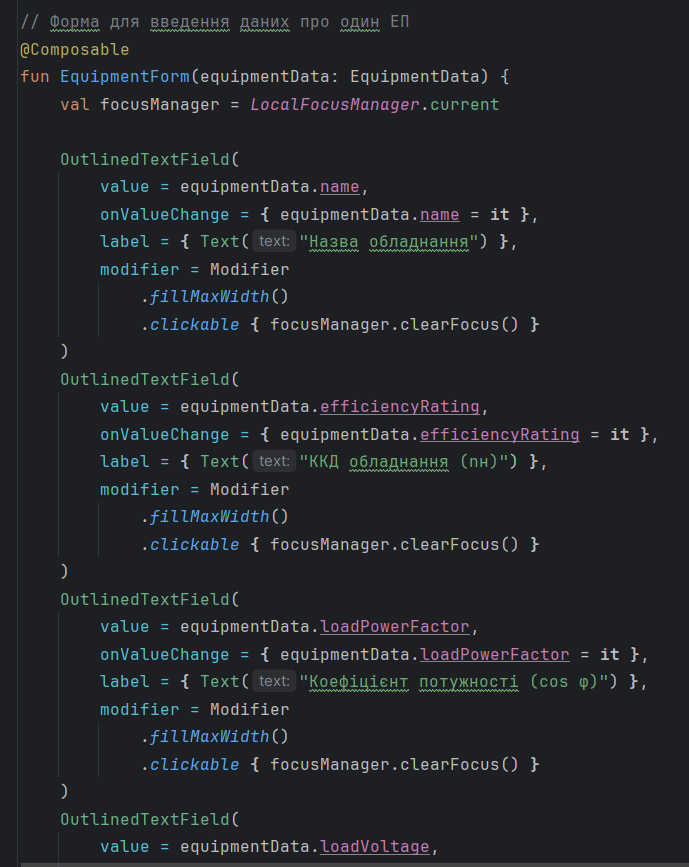 // Форма для введення даних про один ЕП
@Composable
fun EquipmentForm(equipmentData: EquipmentData) {
    val focusManager = LocalFocusManager.current

    OutlinedTextField(
        value = equipmentData.name,
        onValueChange = { equipmentData.name = it },
        label = { Text( text: "Назва обладнання") },
        modifier = Modifier
            .fillMaxWidth()
            .clickable { focusManager.clearFocus() }
    )
    OutlinedTextField(
        value = equipmentData.efficiencyRating,
        onValueChange = { equipmentData.efficiencyRating = it },
        label = { Text( text: "ККД обладнання (nн)") },
        modifier = Modifier
            .fillMaxWidth()
            .clickable { focusManager.clearFocus() }
    )
    OutlinedTextField(
        value = equipmentData.loadPowerFactor,
        onValueChange = { equipmentData.loadPowerFactor = it },
        label = { Text( text: "Коефіцієнт потужності (cos φ)") },
        modifier = Modifier
            .fillMaxWidth()
            .clickable { focusManager.clearFocus() }
    )
    OutlinedTextField(
        value = equipmentData.loadVoltage,